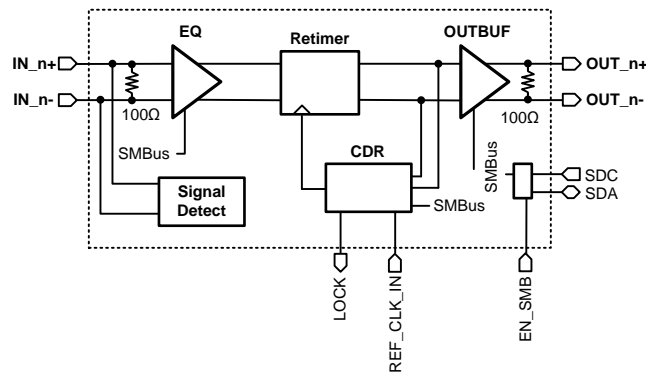 EQ
Retimer
OUTBUF
IN_n+
OUT_n+
IN_n-
OUT_n-
100Ω
100Ω
SMBus
SMBus
CDR
SDC
Signal
Detect
SMBus
SDA
LOCK
REF_CLK_IN
EN_SMB